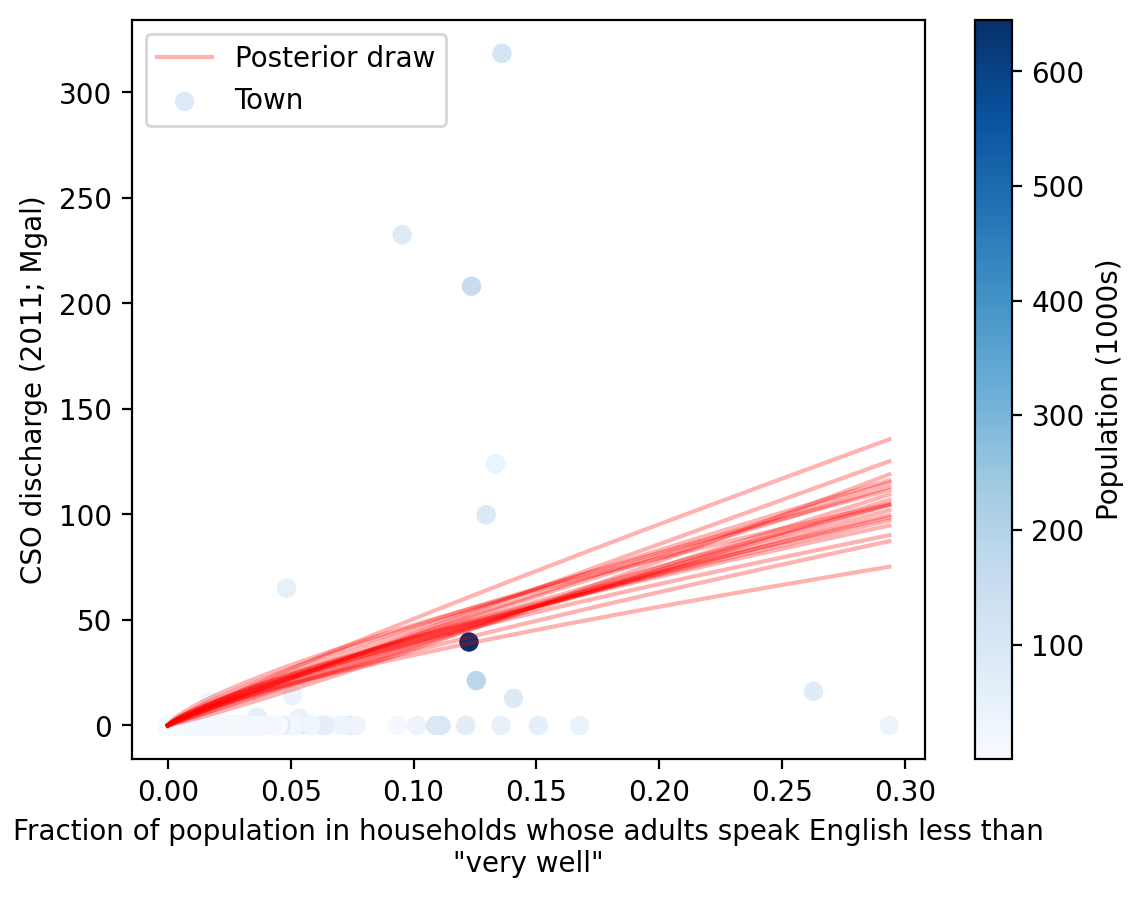 Posterior draw
Town
300
250
200
150
100
50
0
CSO discharge (2011; Mgal)
0.00 0.05 0.10 0.15 0.20 0.25 0.30
Fraction of population in households whose adults speak English less than
"very well"
600
500
400
300
200
100
Population (1000s)